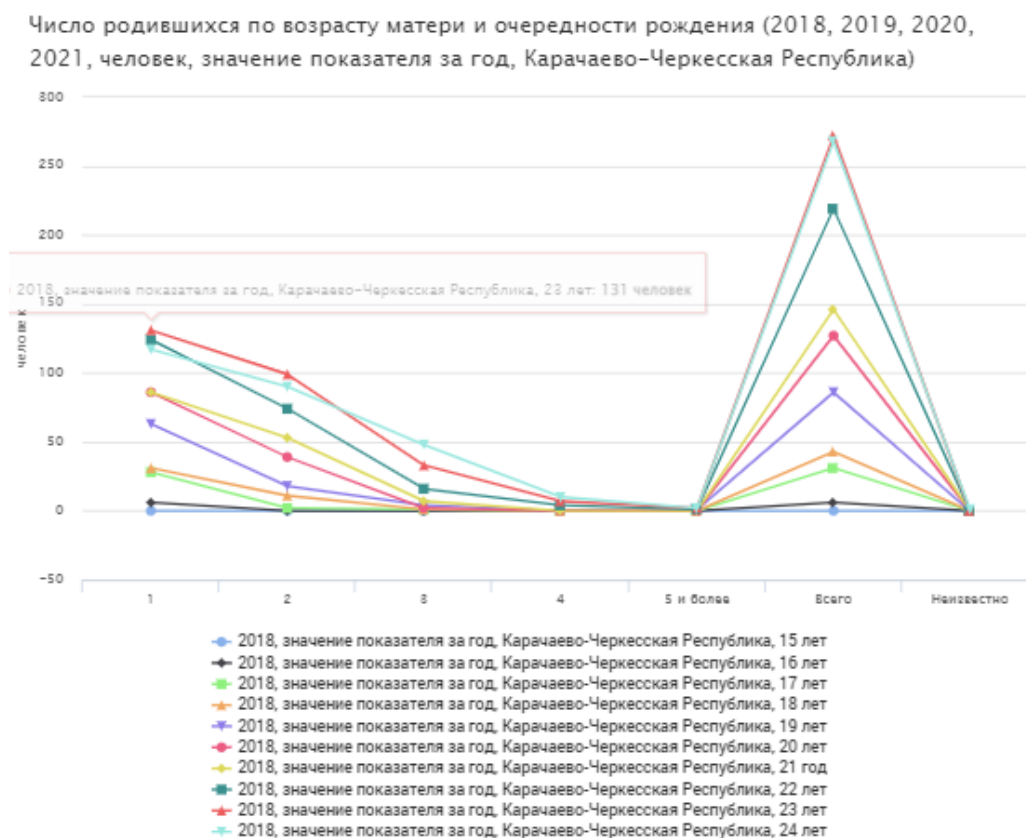 Число родившихся по возрасту матери и очередности рождения (2018, 2019, 2020,
2021, человек, значение показателя за год, Карачаево-Черкесская Республика)
300
250
200
2018, значение показателя за год, Карачаево-Черкесская Республика, 23 лет: 131 человек
150
человек
100
50
0
-50
1
2
3
4
5 и более
Всего
Неизвестно
2018, значение показателя за год, Карачаево-Черкесская Республика, 15 лет
2018, значение показателя за год, Карачаево-Черкесская Республика, 16 лет
2018, значение показателя за год, Карачаево-Черкесская Республика, 17 лет
2018, значение показателя за год, Карачаево-Черкесская Республика, 18 лет
2018, значение показателя за год, Карачаево-Черкесская Республика, 19 лет
2018, значение показателя за год, Карачаево-Черкесская Республика, 20 лет
2018, значение показателя за год, Карачаево-Черкесская Республика, 21 год
2018, значение показателя за год, Карачаево-Черкесская Республика, 22 лет
2018, значение показателя за год, Карачаево-Черкесская Республика, 23 лет
2018, значение показателя за год, Карачаево-Черкесская Республика, 24 лет